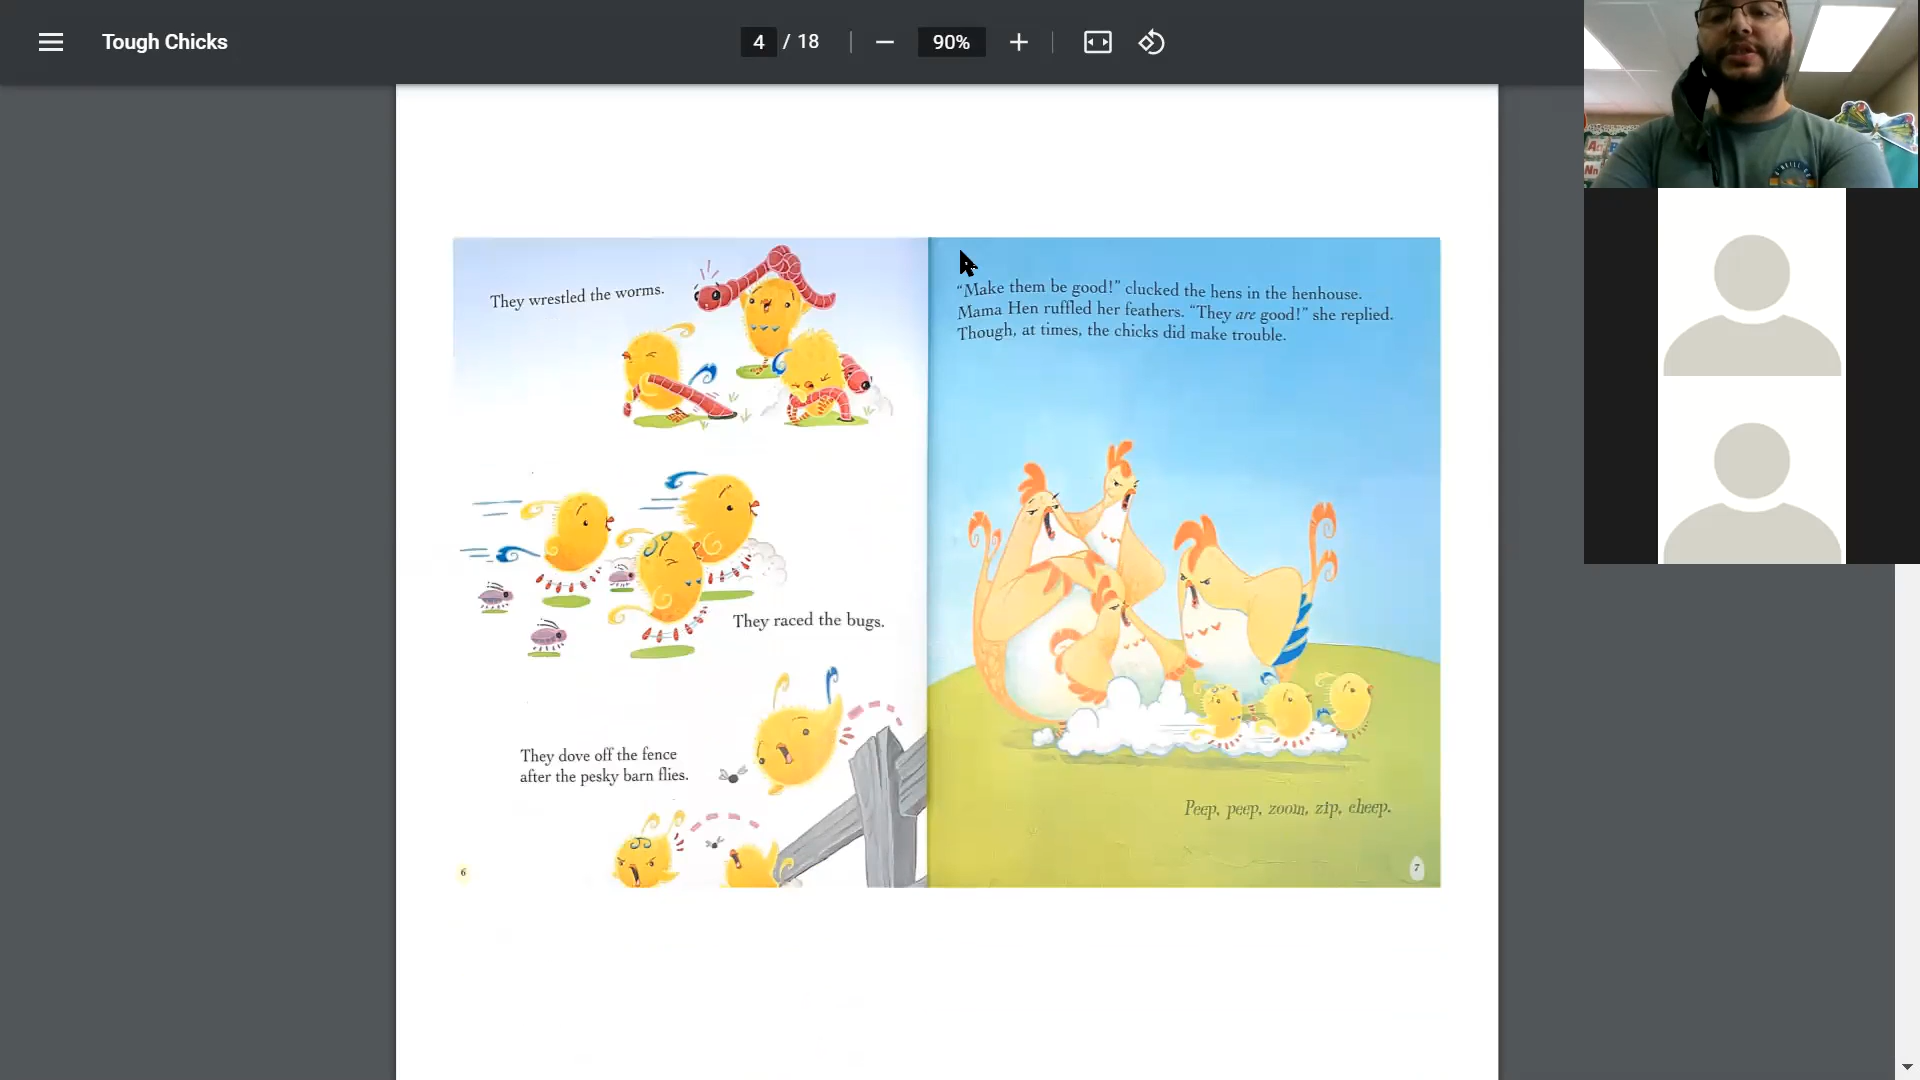 Tough Chicks
4 / 18
90%
They wrestled the worms.
They raced the bugs.
They dove off the fence
after the pesky barn flies.
6
“Make them be good!” clucked the hens in the henhouse.
Mama Hen ruffled her feathers. “They are good!” she replied.
Though, at times, the chicks did make trouble.
Peep, peep, zoom, zip, cheep.
7